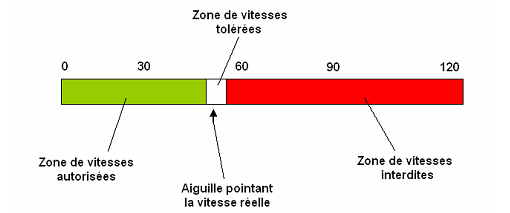 Zone de vitesses
tolérées
0 30 60 90 120
Zone de vitesses
autorisées
Aiguille pointant
la vitesse réelle
Zone de vitesses
interdites